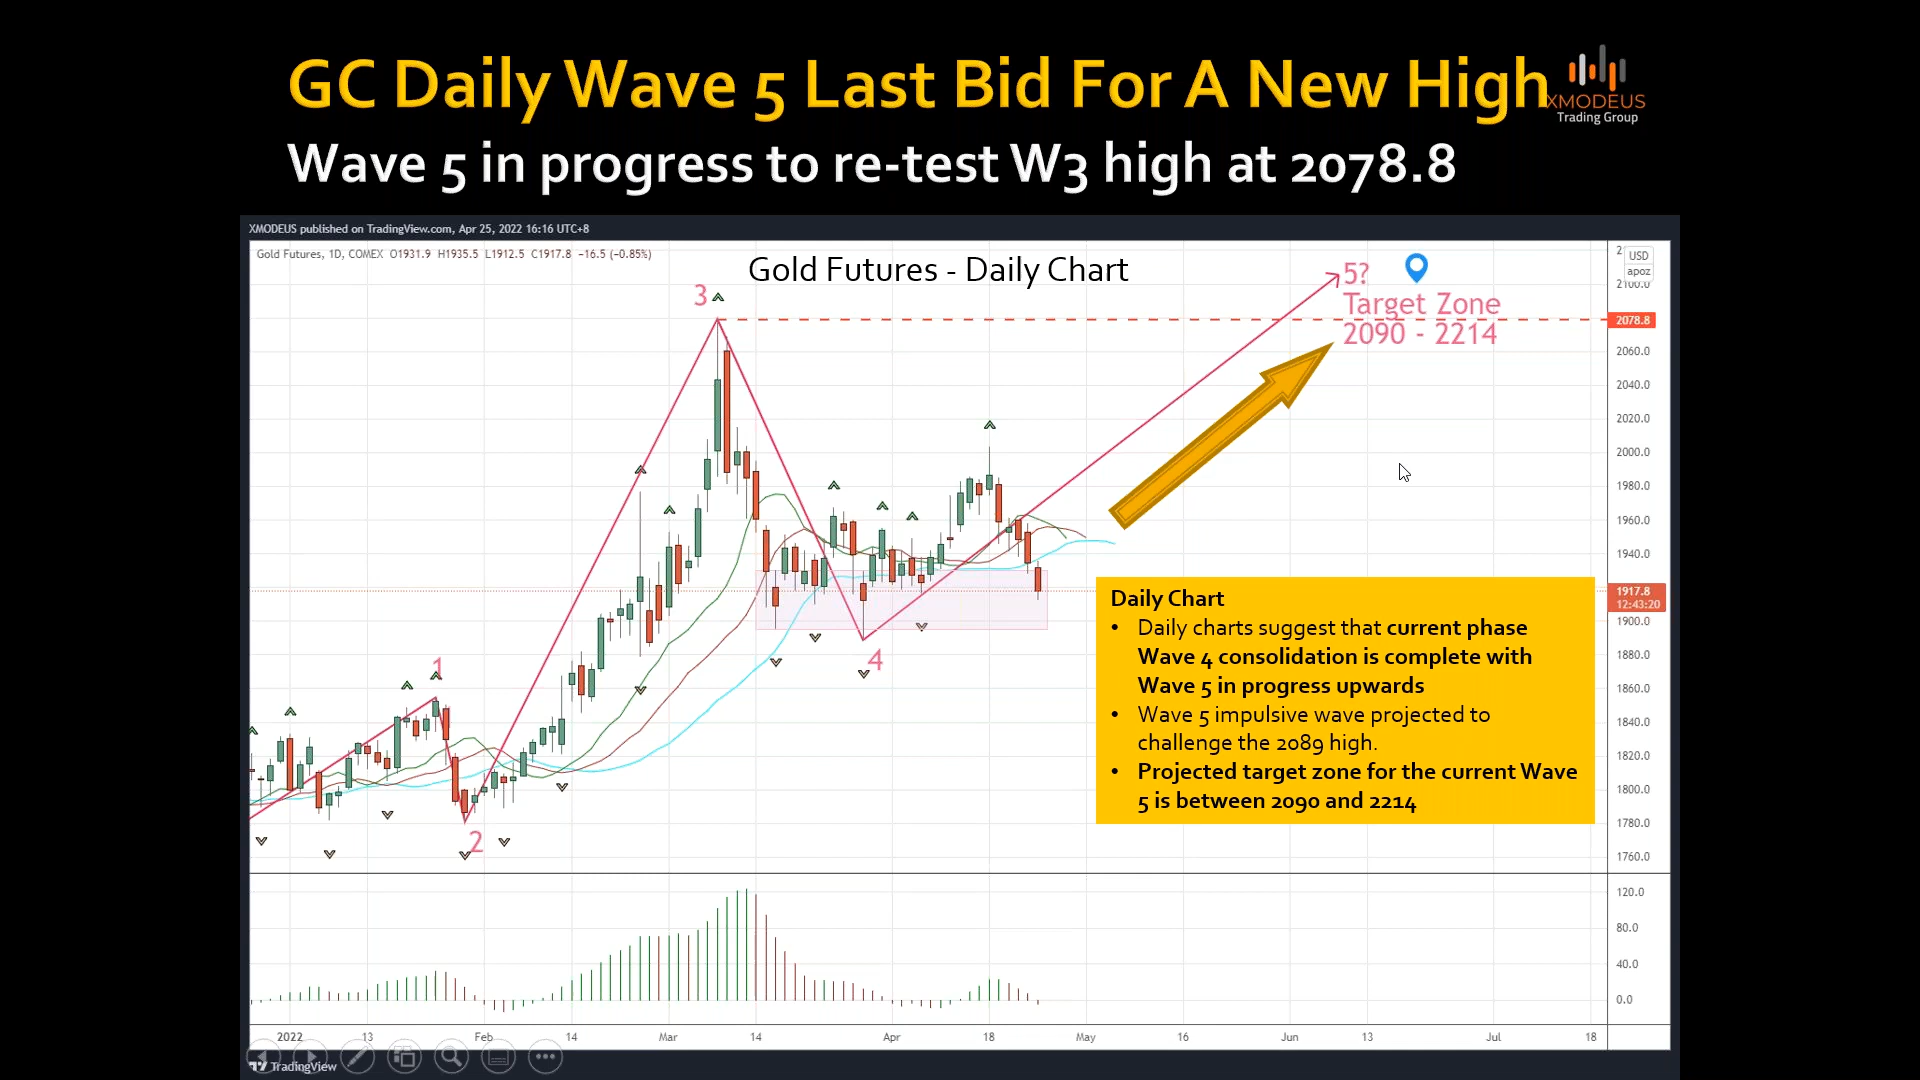 GC Daily Wave 5 Last Bid For A New High
XMODEUS
Trading Group
Wave 5 in progress to re-test W3 high at 2078.8
XMODEUS published on TradingView.com, Apr 25, 2022 16:16 UTC+8
Gold Futures, 1D, COMEX O1931.9 H1935.5 L1912.5 C1917.8 −16.5 (−0.85%)
Gold Futures - Daily Chart
USD
apoz
2100.0
2078.8
2060.0
2040.0
2020.0
2000.0
1980.0
1960.0
1940.0
1917.8
12:43:20
1900.0
1880.0
1860.0
1840.0
1820.0
1800.0
1780.0
1760.0
120.0
80.0
40.0
0.0
3
5?
Target Zone
2090 - 2214
1
4
2
Daily Chart
• Daily charts suggest that current phase
Wave 4 consolidation is complete with
Wave 5 in progress upwards
• Wave 5 impulsive wave projected to
challenge the 2089 high.
• Projected target zone for the current Wave
5 is between 2090 and 2214
2022 13 Feb 14 Mar 14 Apr 18 May 16 Jun 13 Jul 18
TradingView